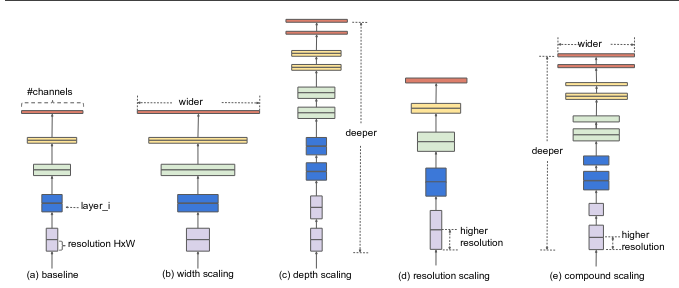 #channels
wider
wider
deeper
deeper
layer_i
resolution HxW
higher
resolution
higher
resolution
(a) baseline
(b) width scaling
(c) depth scaling
(d) resolution scaling
(e) compound scaling